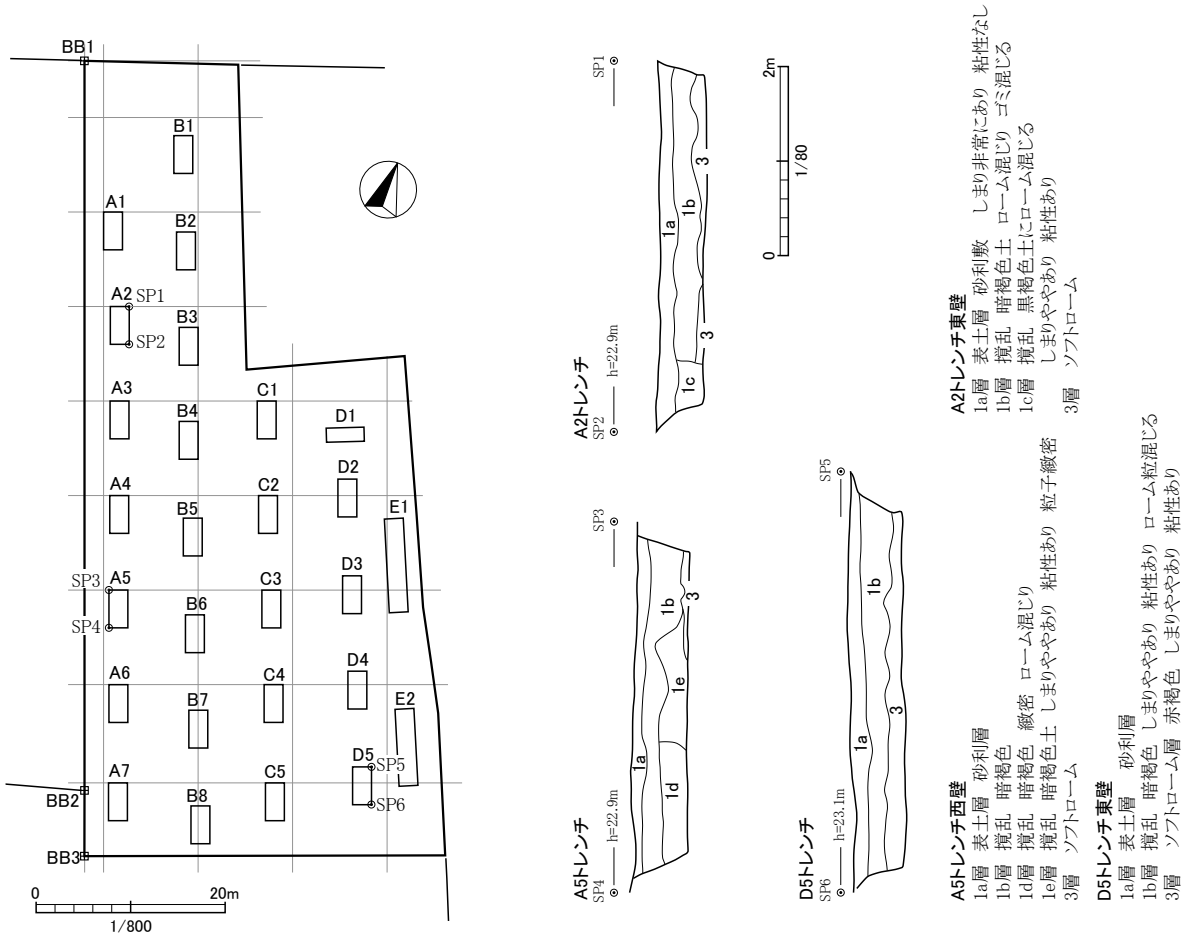 BB1
B1
A1
B2
A2
SP1
SP2
B3
A3
C1
B4
D1
D2
A4
C2
E1
B5
SP3
A5
SP4
C3
D3
B6
A6
C4
D4
B7
E2
D5
SP5
SP6
A7
C5
BB2
B8
BB3
0 20m
1/800
A2トレンチ
SP1
SP2
h=22.9m
1a
1b
1c
3
3
0 2m
1/80
A5トレンチ
SP3
SP4
h=22.9m
1a
1b
1e
1d
3
D5トレンチ
SP5
SP6
h=23.1m
1a
1b
3
A2トレンチ東壁
1a層 表土層 砂利敷 しまり非常にあり 粘性なし
1b層 攪乱 暗褐色土 ローム混じり ゴミ混じる
1c層 攪乱 黒褐色土にローム混じる
しまりややあり 粘性あり
3層 ソフトローム
A5トレンチ西壁
1a層 表土層 砂利層
1b層 攪乱 暗褐色
1d層 攪乱 暗褐色 緻密 ローム混じり
1e層 攪乱 暗褐色土 しまりややあり 粘性あり 粒子緻密
3層 ソフトローム
D5トレンチ東壁
1a層 表土層 砂利層
1b層 攪乱 暗褐色 しまりややあり 粘性あり ローム粒混じる
3層 ソフトローム層 赤褐色 しまりややあり 粘性あり